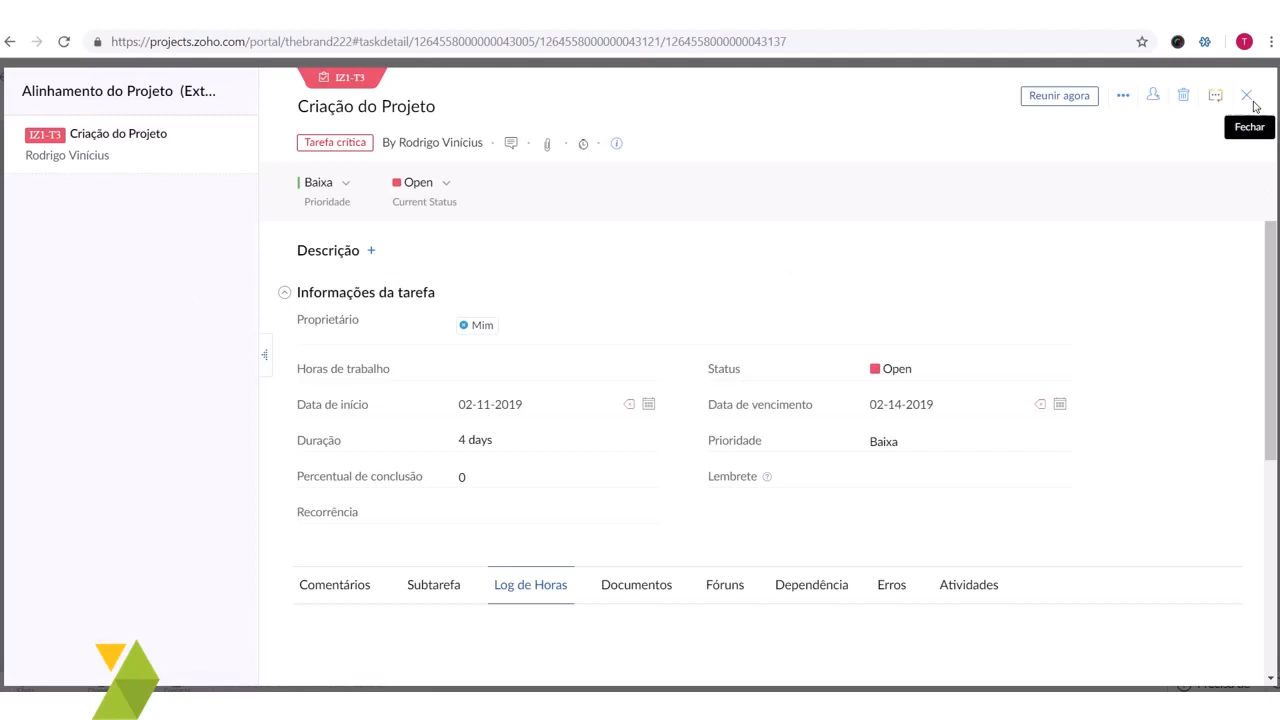 https://projects.zoho.com/portal/thebrand222#taskdetail/1264558000000043005/1264558000000043121/1264558000000043137
T
Alinhamento do Projeto (Ext...
IZ1-T3 Criação do Projeto
Rodrigo Vinícius
IZ1-T3
Criação do Projeto
Reunir agora
Fechar
Tarefa crítica By Rodrigo Vinícius
Baixa Open
Prioridade Current Status
Descrição +
Informações da tarefa
Proprietário Mim
Horas de trabalho Status Open
Data de início 02-11-2019 Data de vencimento 02-14-2019
Duração 4 days Prioridade Baixa
Percentual de conclusão 0 Lembrete ?
Recorrência
Comentários Subtarefa Log de Horas Documentos Fóruns Dependência Erros Atividades